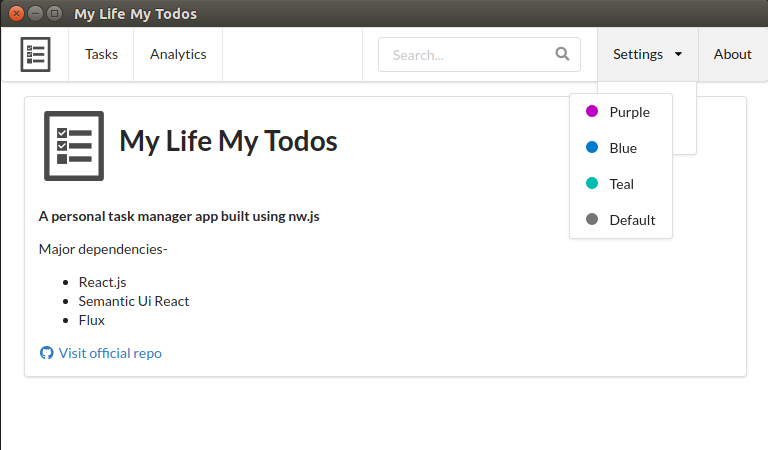 My Life My Todos
Tasks
Analytics
Search...
Settings
About
Purple
Blue
Teal
Default
My Life My Todos
A personal task manager app built using nw.js
Major dependencies-
React.js
Semantic Ui React
Flux
Visit official repo